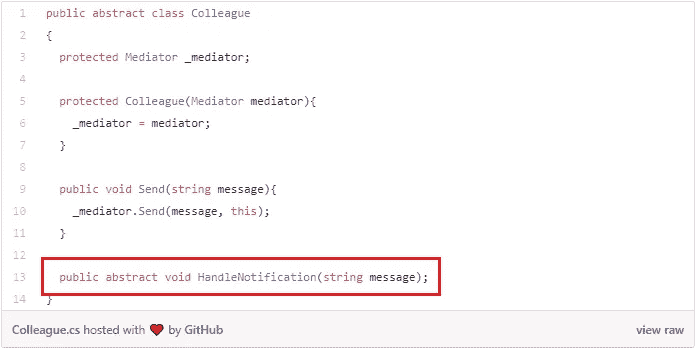 1 public abstract class Colleague
2 {
3 protected Mediator _mediator;
4
5 protected Colleague(Mediator mediator){
6 _mediator = mediator;
7 }
8
9 public void Send(string message){
10 _mediator.Send(message, this);
11 }
12
13 public abstract void HandleNotification(string message);
14 }
Colleague.cs hosted with ❤ by GitHub view raw